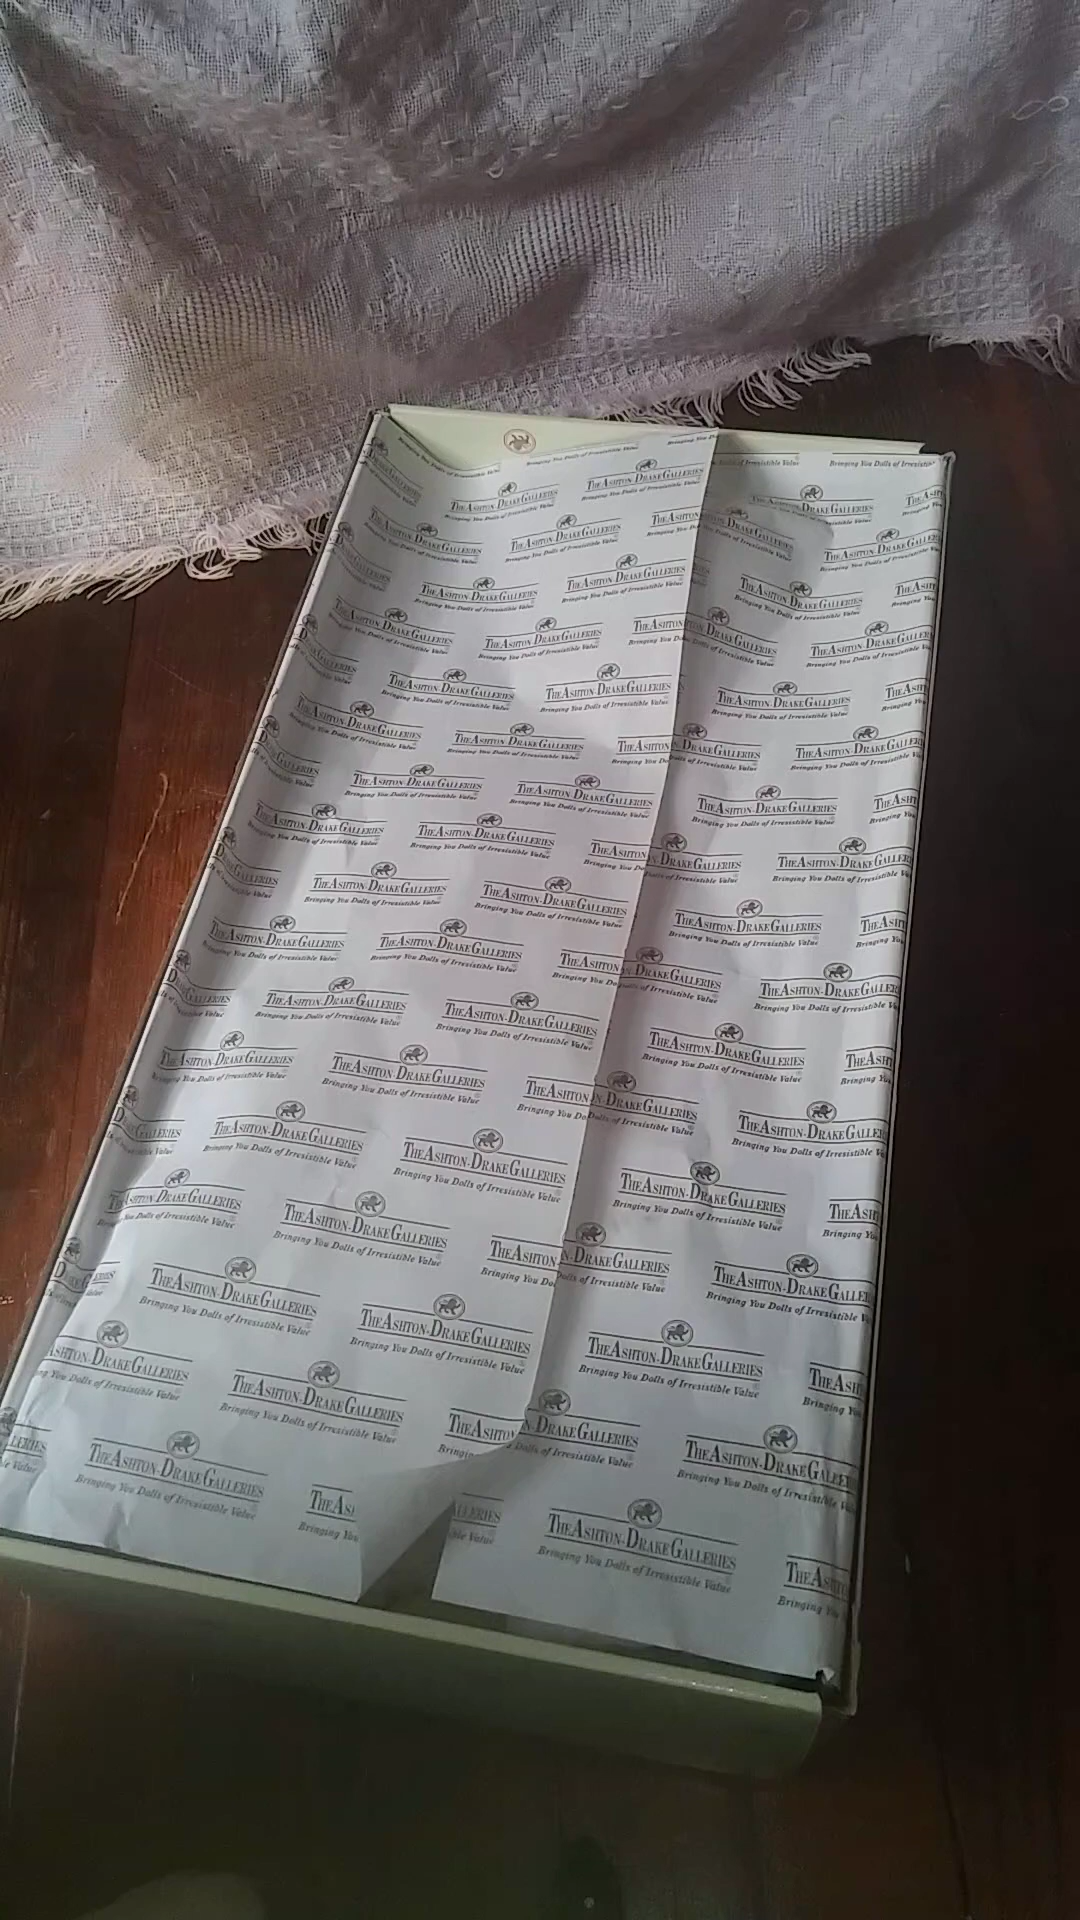 The Ashton-Drake Galleries
Bringing You Dolls of Irresistible Value®